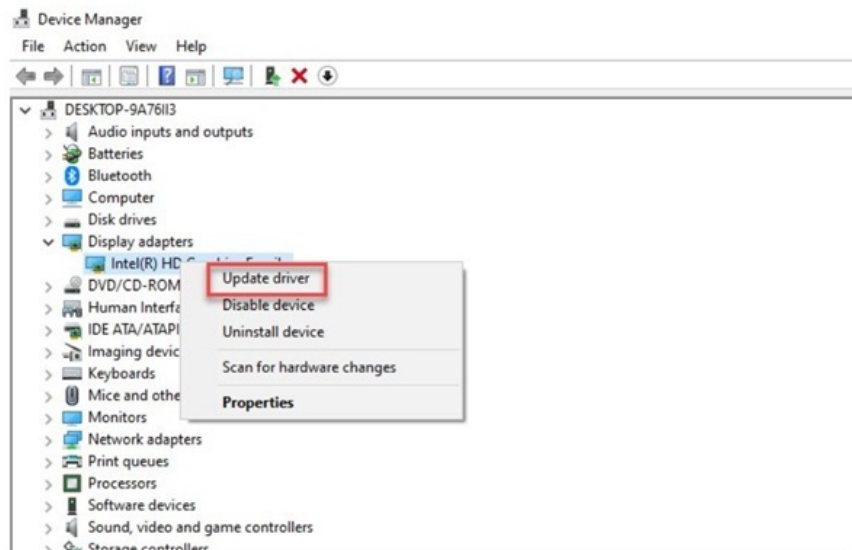 Device Manager
File Action View Help
DESKTOP-9A76II3
Audio inputs and outputs
Batteries
Bluetooth
Computer
Disk drives
Display adapters
Intel(R) HD
Update driver
DVD/CD-ROM
Human Interfa
Disable device
IDE ATA/ATAPI
Uninstall device
Imaging devic
Scan for hardware changes
Keyboards
Mice and othe
Properties
Monitors
Network adapters
Print queues
Processors
Software devices
Sound, video and game controllers
Storage controllers